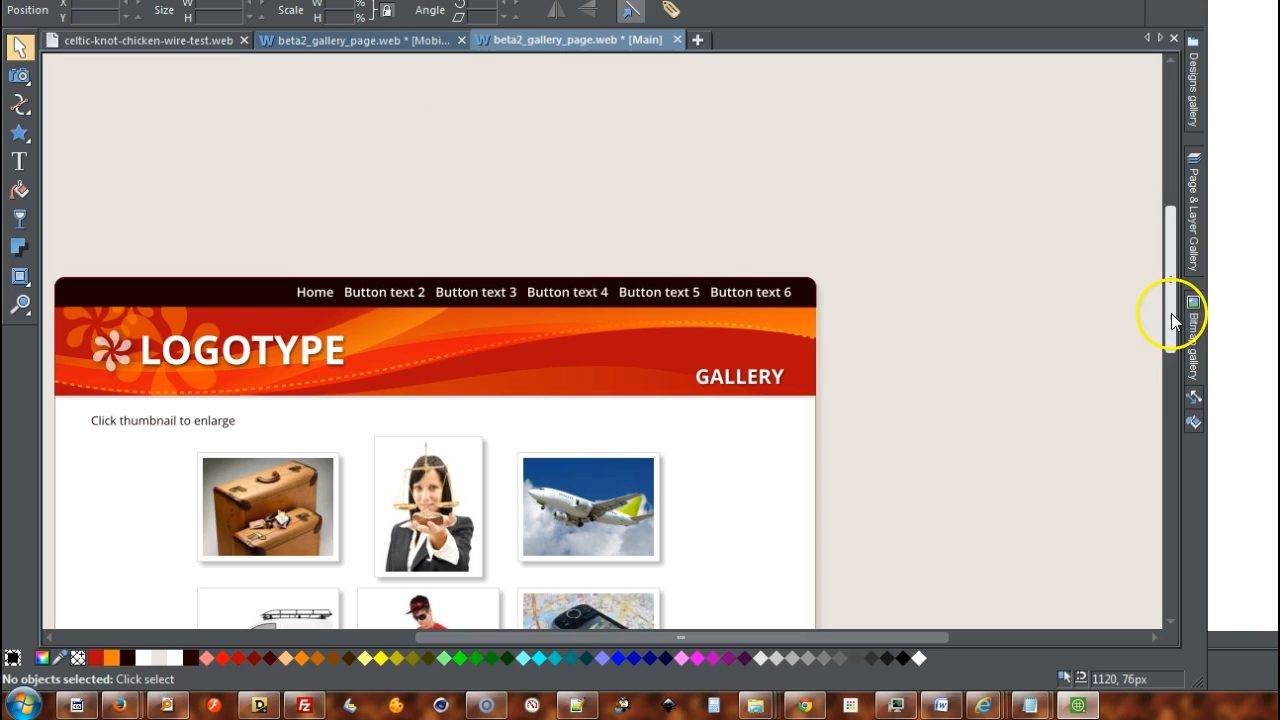 Position X Size W Scale W % Angle
Y H H %
celtic-knot-chicken-wire-test.web beta2_gallery_page.web * [Mobi... beta2_gallery_page.web * [Main]
Designs gallery
Page & Layer Gallery
Bitmap gallery
Home Button text 2 Button text 3 Button text 4 Button text 5 Button text 6
LOGOTYPE
GALLERY
Click thumbnail to enlarge
No objects selected: Click select
1120, 76px